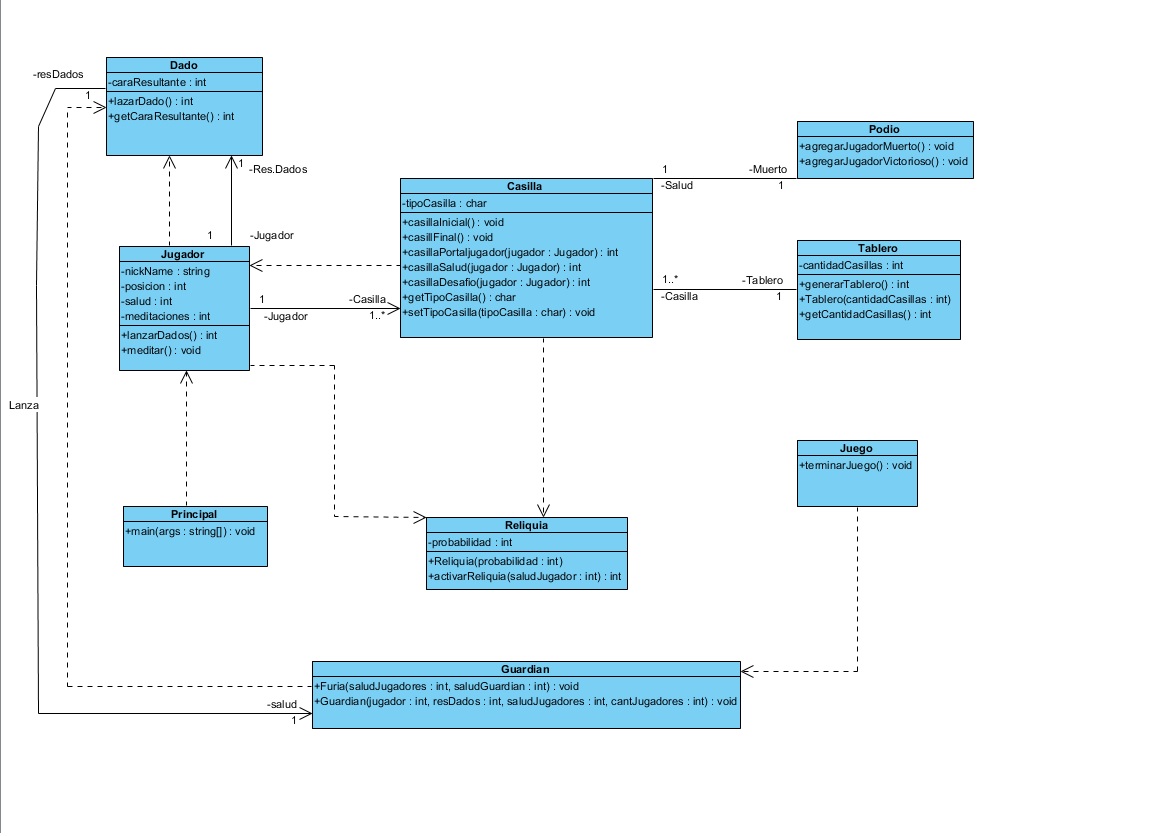 -resDados
1
Dado
-caraResultante : int
+lazarDado() : int
+getCaraResultante() : int
1
-Res.Dados
1
-Jugador
Jugador
-nickName : string
-posicion : int
-salud : int
-meditaciones : int
+lanzarDados() : int
+meditar() : void
1
-Jugador
-Casilla
1..*
Casilla
-tipoCasilla : char
+casillaInicial() : void
+casillFinal() : void
+casillaPortaljugador(jugador : Jugador) : int
+casillaSalud(jugador : Jugador) : int
+casillaDesafio(jugador : Jugador) : int
+getTipoCasilla() : char
+setTipoCasilla(tipoCasilla : char) : void
1
-Salud
-Muerto
1
Podio
+agregarJugadorMuerto() : void
+agregarJugadorVictorioso() : void
1..*
-Casilla
-Tablero
1
Tablero
-cantidadCasillas : int
+generarTablero() : int
+Tablero(cantidadCasillas : int)
+getCantidadCasillas() : int
Lanza
Juego
+terminarJuego() : void
Principal
+main(args : string[]) : void
Reliquia
-probabilidad : int
+Reliquia(probabilidad : int)
+activarReliquia(saludJugador : int) : int
Guardian
+Furia(saludJugadores : int, saludGuardian : int) : void
+Guardian(jugador : int, resDados : int, saludJugadores : int, cantJugadores : int) : void
-salud
1